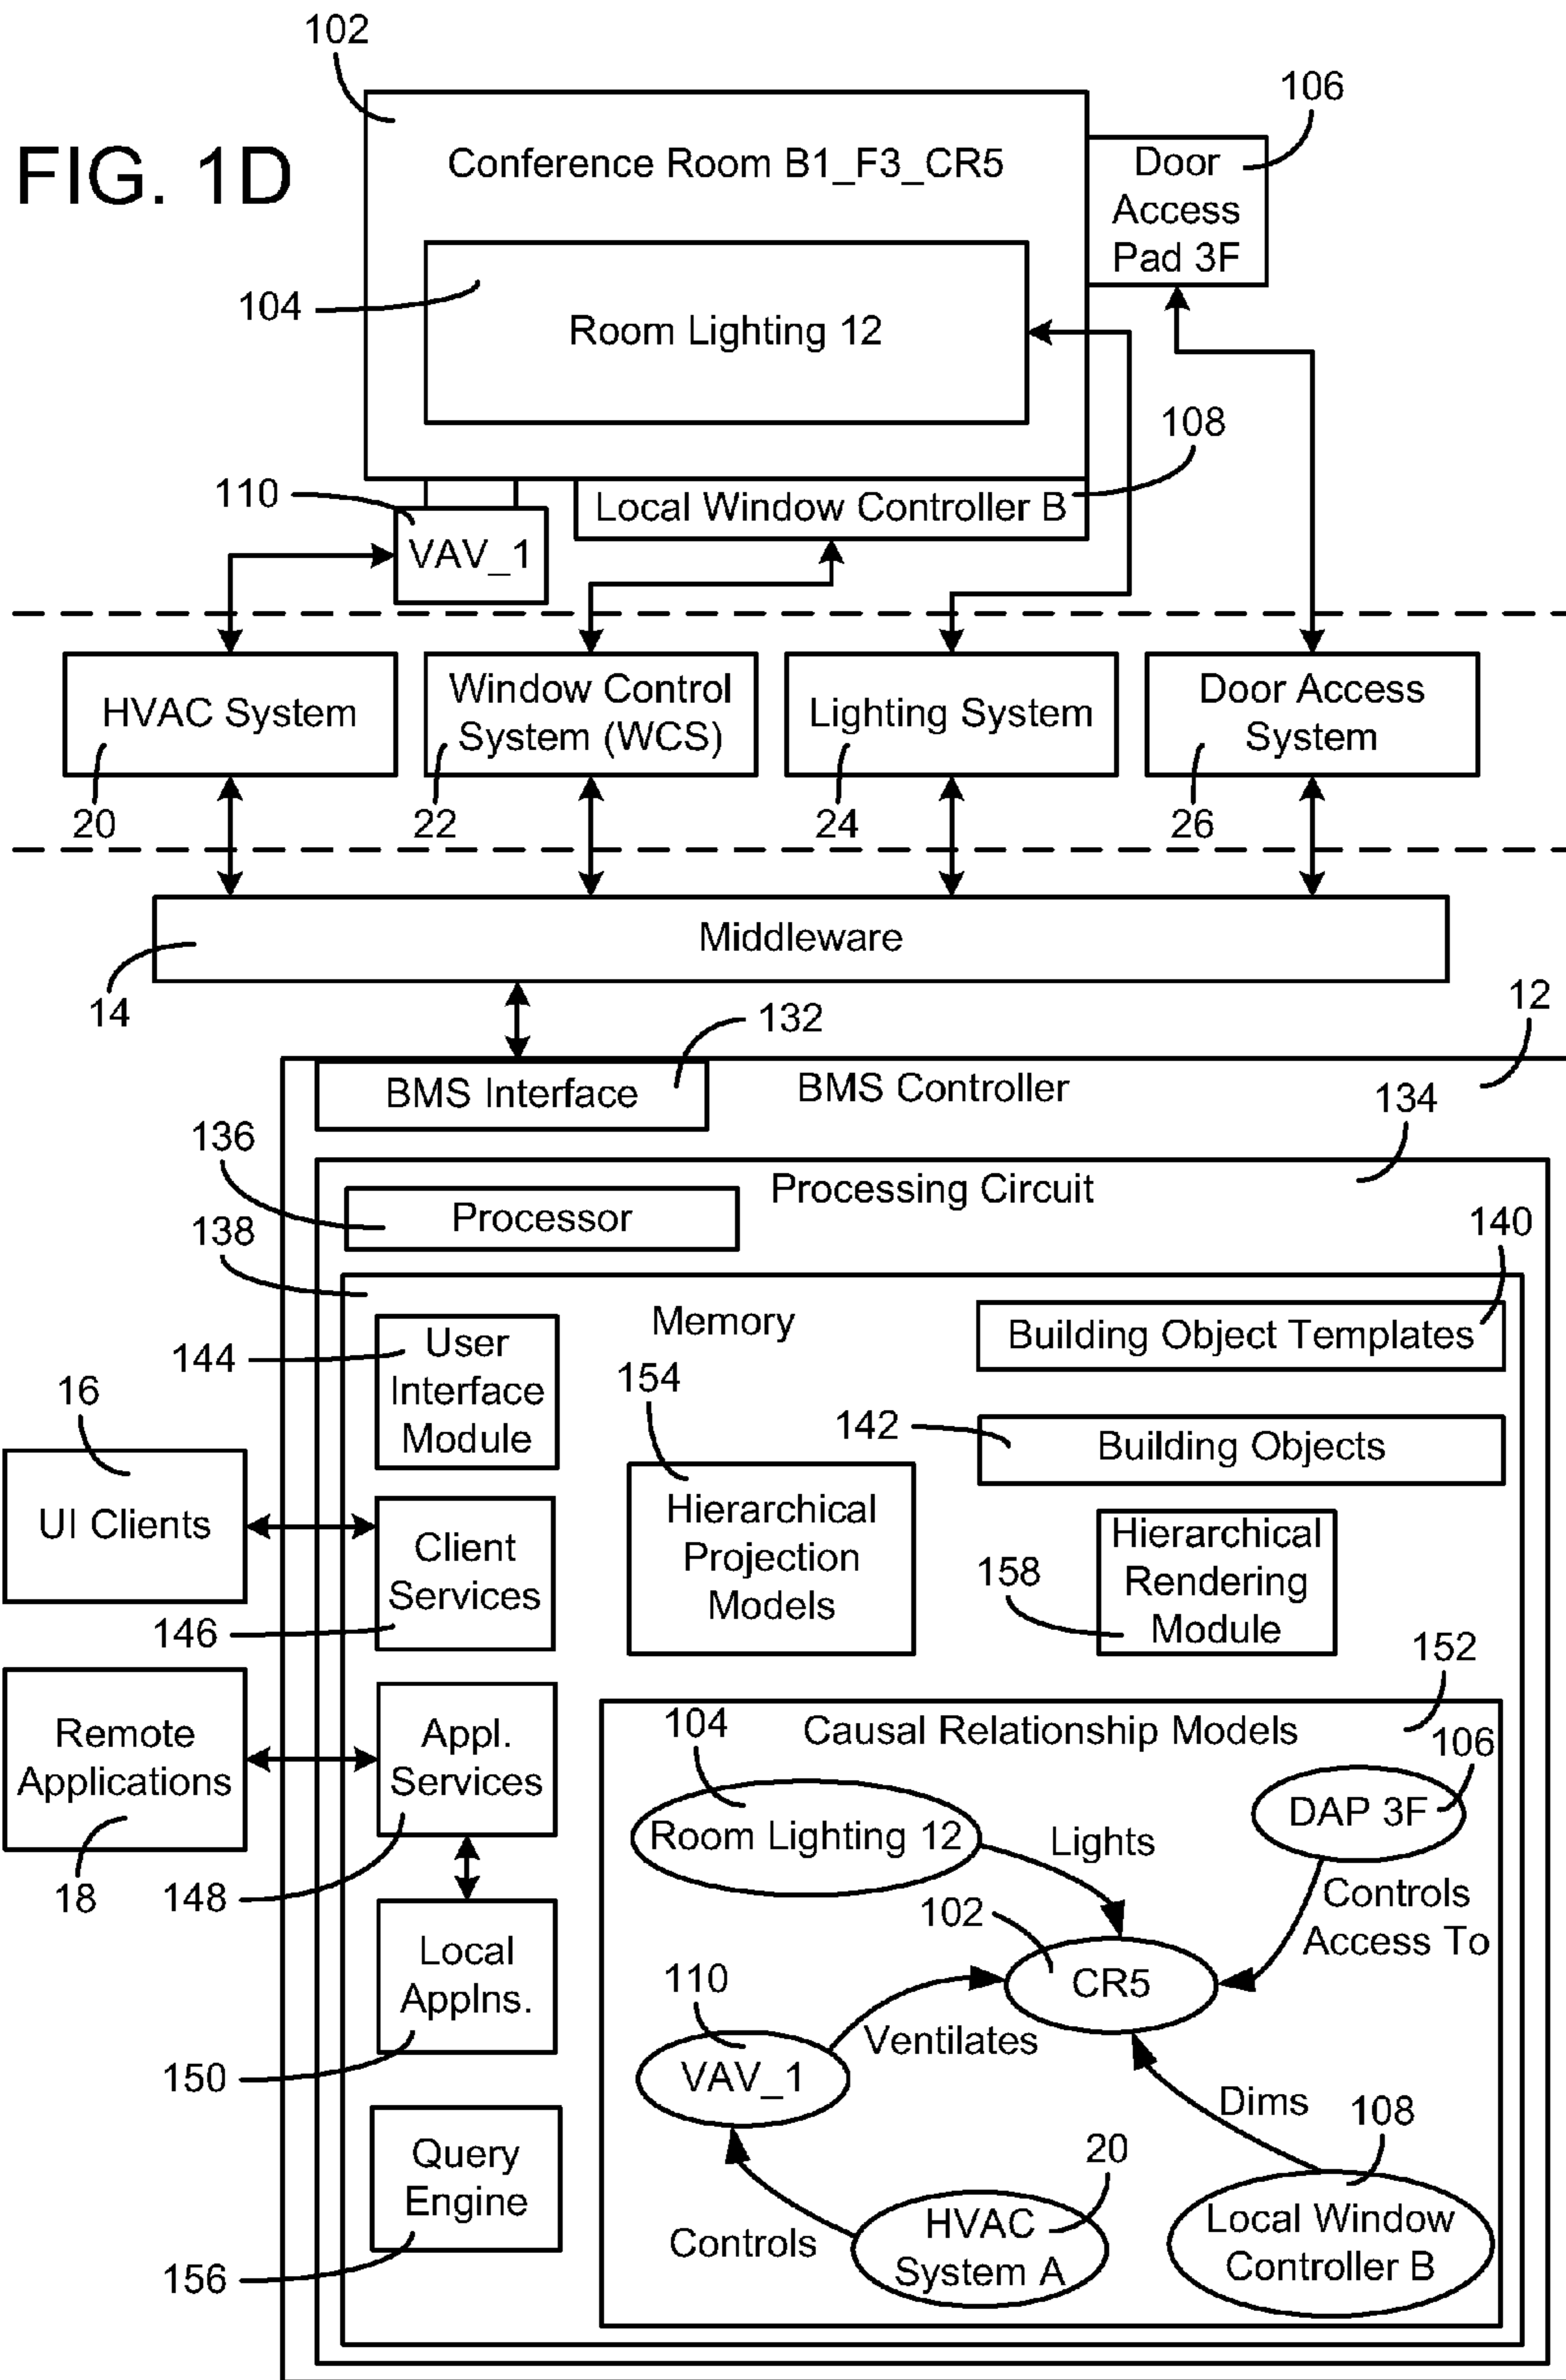 102
106
FIG. 1D
Conference Room B1_F3_CR5
Door
Access
Pad 3F
104
Room Lighting 12
108
110
Local Window Controller B
VAV_1
HVAC System
Window Control
System (WCS)
Lighting System
Door Access
System
20
22
24
26
Middleware
14
132
12
BMS Interface
BMS Controller
134
136
Processing Circuit
Processor
138
140
Memory
Building Object Templates
User
Interface
Module
144
154
16
142
Building Objects
UI Clients
Client
Services
Hierarchical
Projection
Models
Hierarchical
Rendering
Module
158
146
152
Remote
Applications
Appl.
Services
104
Causal Relationship Models
106
Room Lighting 12
DAP 3F
Lights
18
148
Controls
Access To
102
Local
Applns.
CR5
110
Ventilates
VAV_1
150
Dims
108
Query
Engine
20
Controls
HVAC
System A
Local Window
Controller B
156